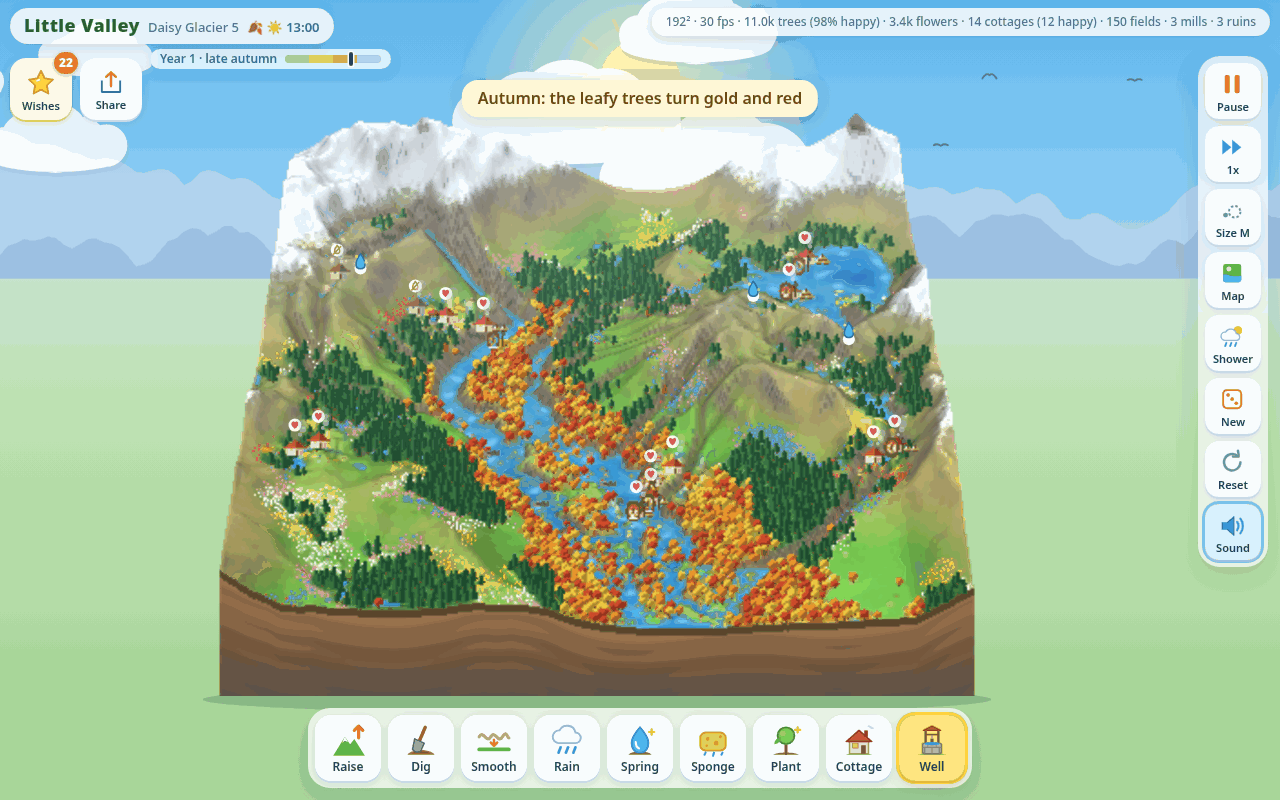 Little Valley Daisy Glacier 5 13:00
192² · 30 fps · 11.0k trees (98% happy) · 3.4k flowers · 14 cottages (12 happy) · 150 fields · 3 mills · 3 ruins
Year 1 · late autumn
22
Wishes
Share
Autumn: the leafy trees turn gold and red
Pause
1x
Size M
Map
Shower
New
Reset
Sound
Raise
Dig
Smooth
Rain
Spring
Sponge
Plant
Cottage
Well